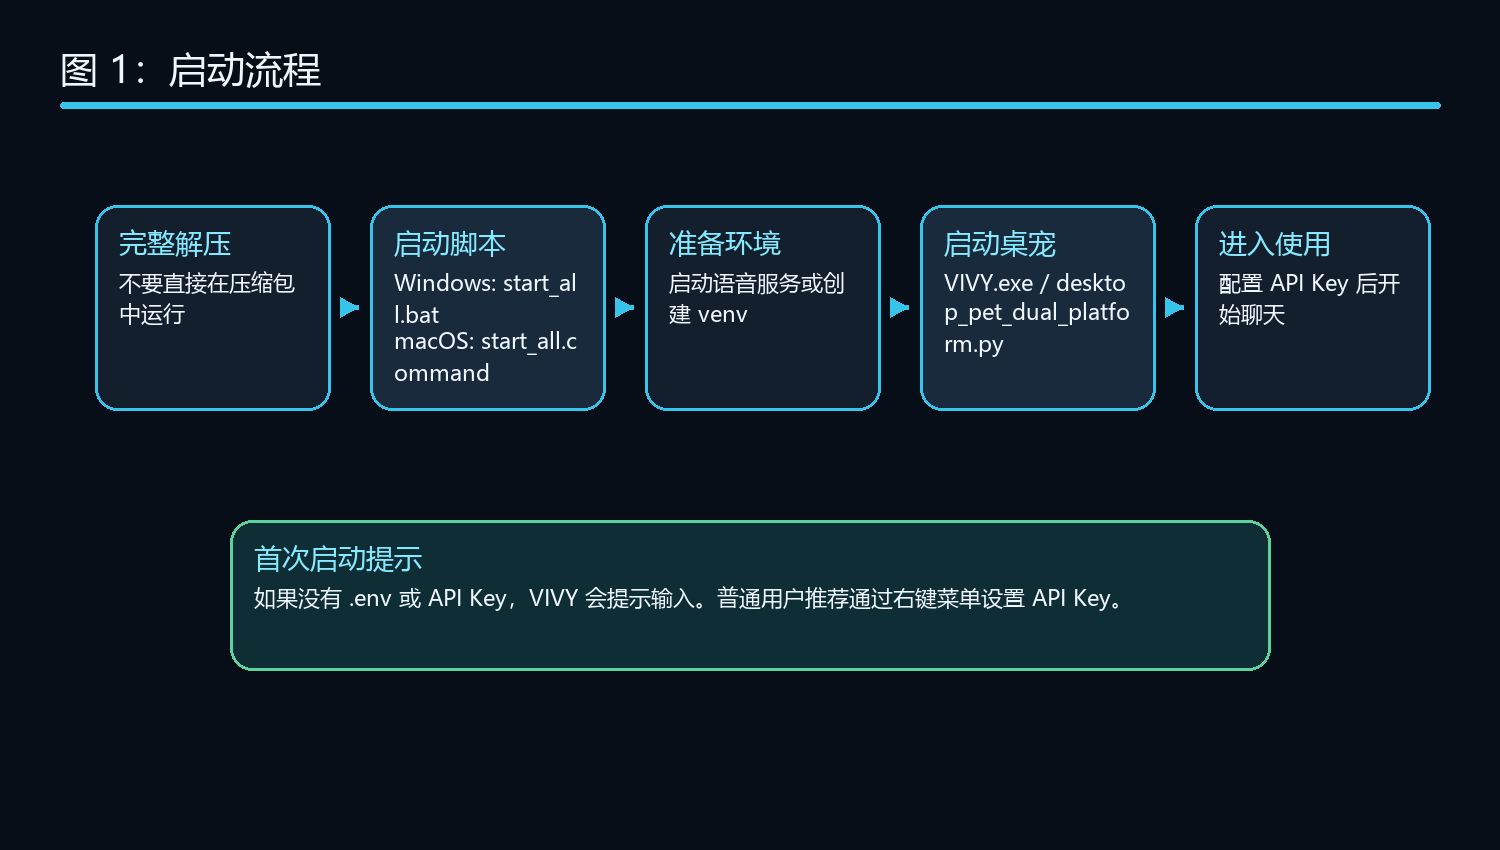 图 1：启动流程
完整解压
不要直接在压缩包
中运行
启动脚本
Windows: start_al
l.bat
macOS: start_all.c
ommand
准备环境
启动语音服务或创
建 venv
启动桌宠
VIVY.exe / deskto
p_pet_dual_platfo
rm.py
进入使用
配置 API Key 后开
始聊天
首次启动提示
如果没有 .env 或 API Key，VIVY 会提示输入。普通用户推荐通过右键菜单设置 API Key。